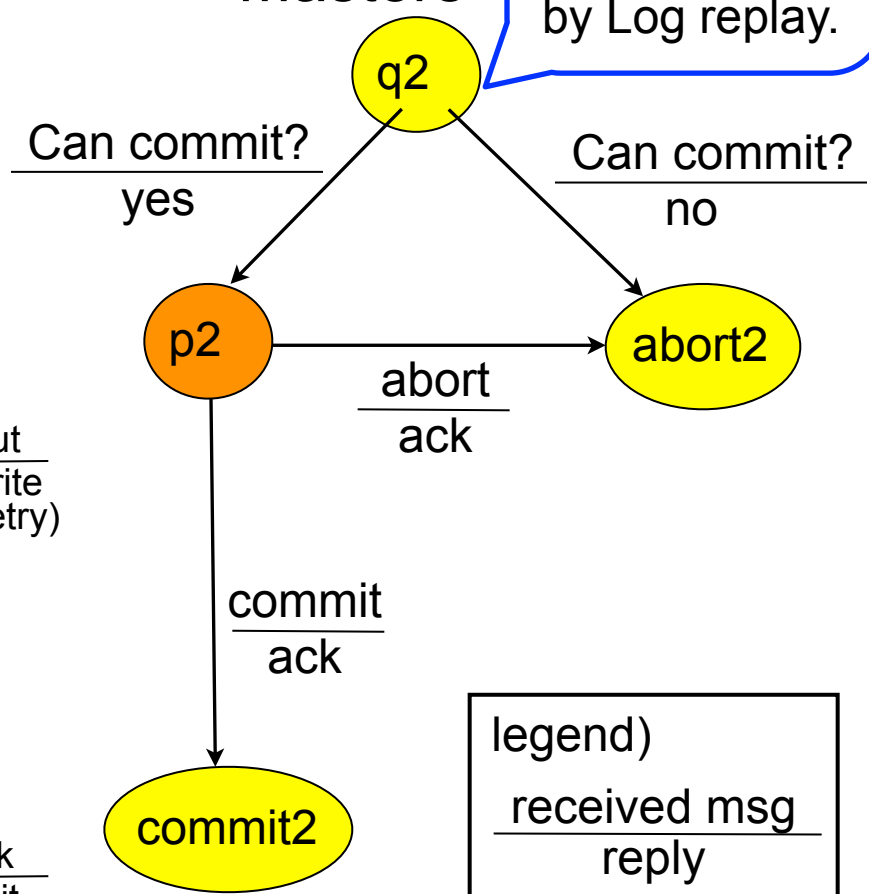 by Log replay.
q2
Can commit?
yes
Can commit?
no
p2
abort2
abort
ack
commit
ack
legend)
received msg
reply
commit2